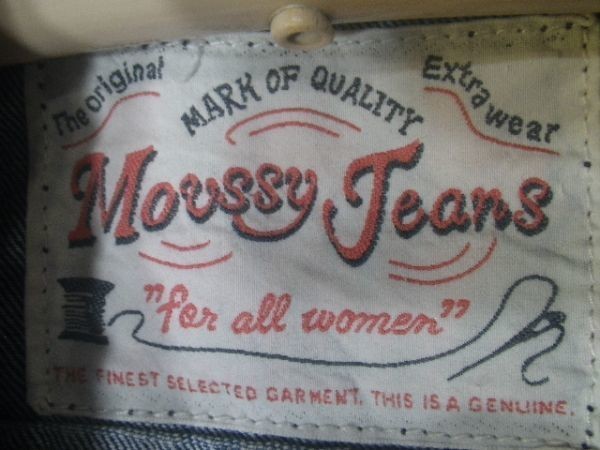 The original
MARK OF QUALITY
Extra wear
Moussy Jeans
"for all women"
THE FINEST SELECTED GARMENT. THIS IS A GENUINE.